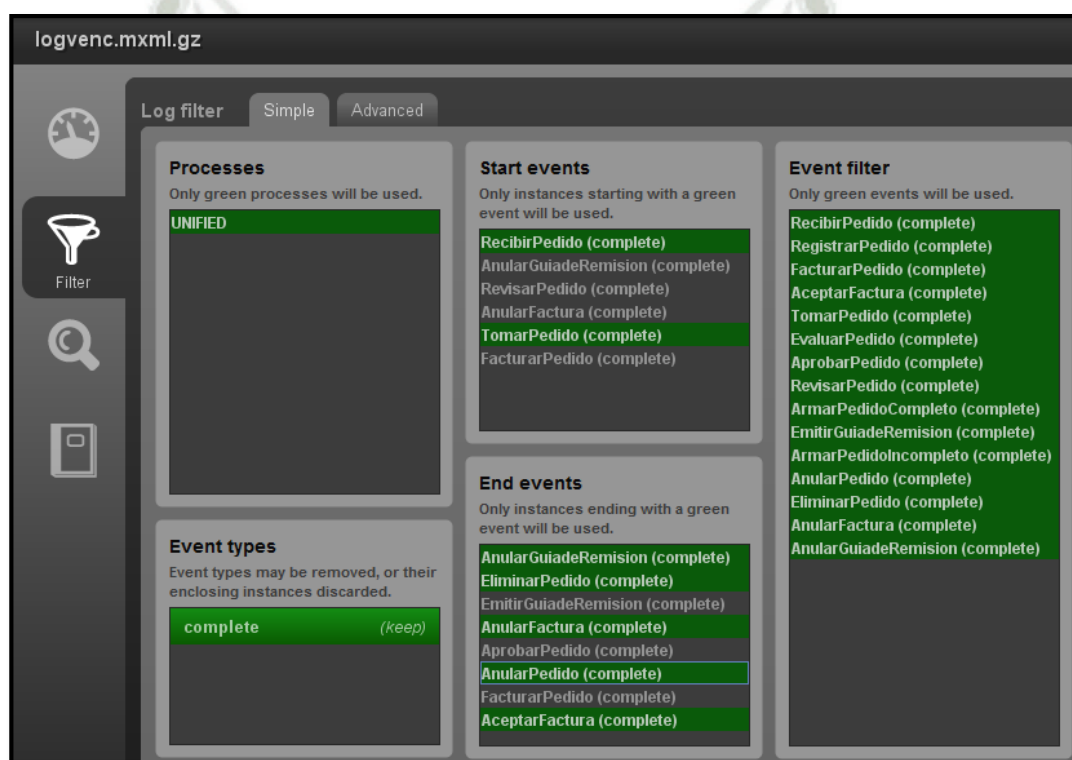 logvenc.mxml.gz
Log filter
Simple
Advanced
Filter
Processes
Only green processes will be used.
UNIFIED
Event types
Event types may be removed, or their
enclosing instances discarded.
complete (keep)
Start events
Only instances starting with a green
event will be used.
RecibirPedido (complete)
AnularGuiadeRemision (complete)
RevisarPedido (complete)
AnularFactura (complete)
TomarPedido (complete)
FacturarPedido (complete)
End events
Only instances ending with a green
event will be used.
AnularGuiadeRemision (complete)
EliminarPedido (complete)
EmitirGuiadeRemision (complete)
AnularFactura (complete)
AprobarPedido (complete)
AnularPedido (complete)
FacturarPedido (complete)
AceptarFactura (complete)
Event filter
Only green events will be used.
RecibirPedido (complete)
RegistrarPedido (complete)
FacturarPedido (complete)
AceptarFactura (complete)
TomarPedido (complete)
EvaluarPedido (complete)
AprobarPedido (complete)
RevisarPedido (complete)
ArmarPedidoCompleto (complete)
EmitirGuiadeRemision (complete)
ArmarPedidoIncompleto (complete)
AnularPedido (complete)
EliminarPedido (complete)
AnularFactura (complete)
AnularGuiadeRemision (complete)